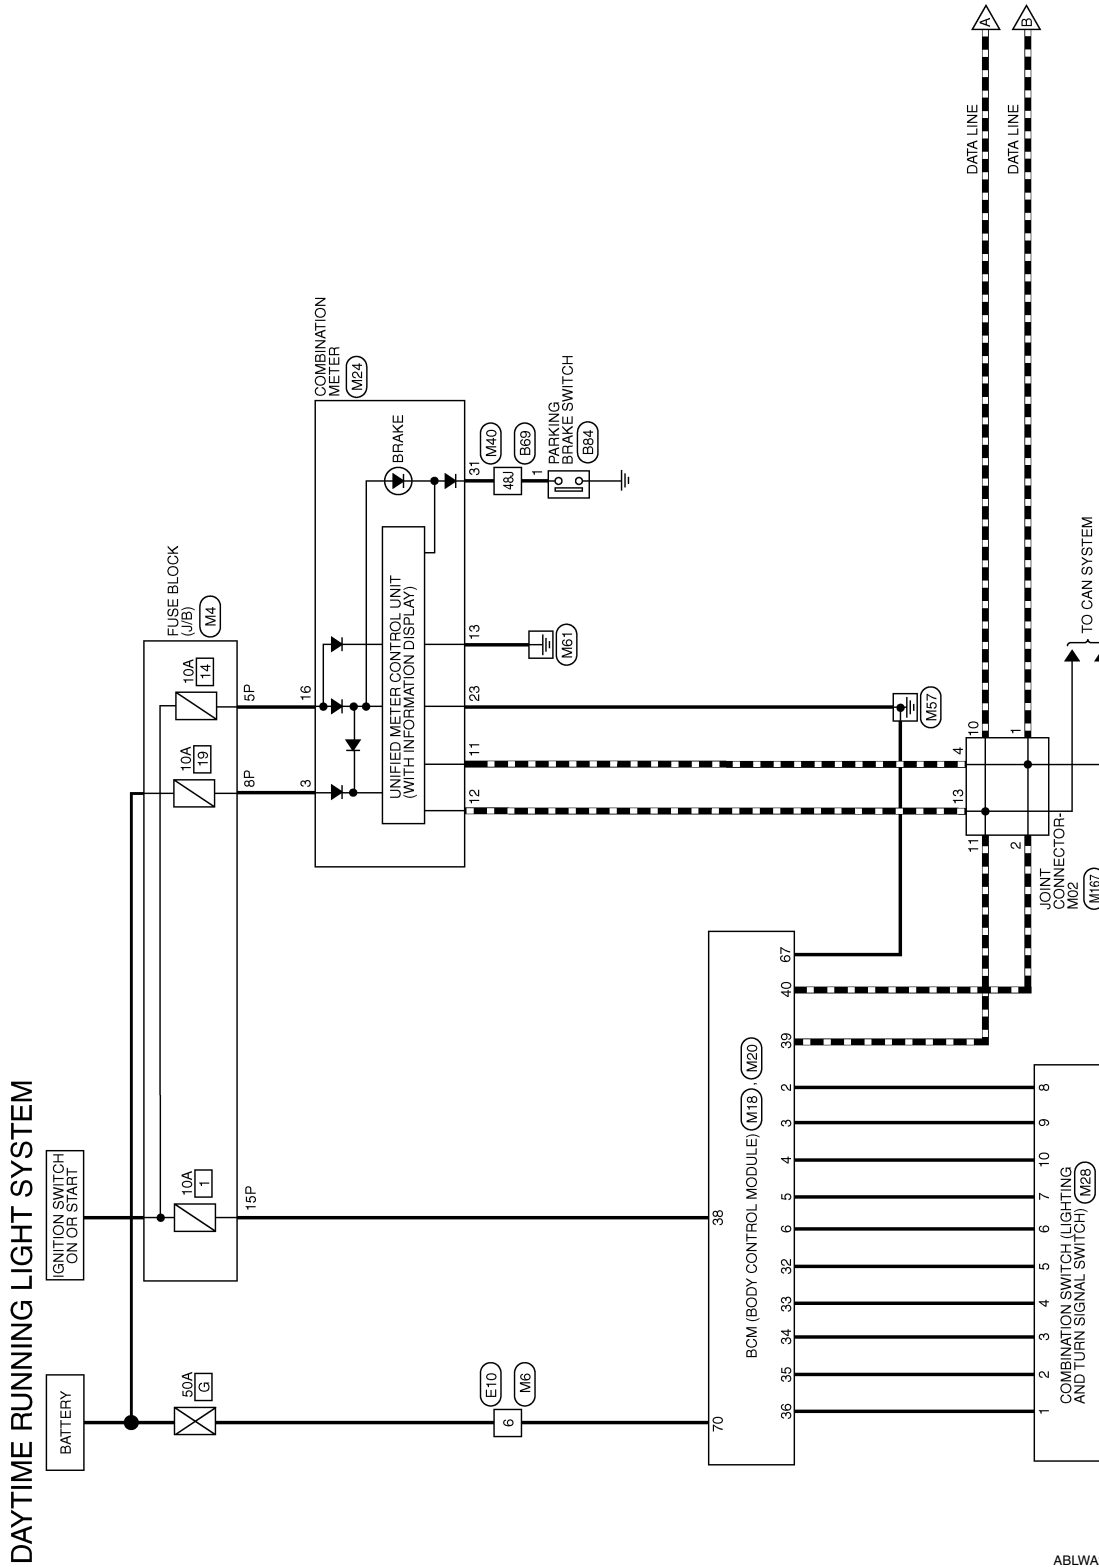 DAYTIME RUNNING LIGHT SYSTEM
BATTERY
IGNITION SWITCH
ON OR START
50A
G
10A
1
10A
19
10A
14
FUSE BLOCK
(J/B)
M4
15P
8P
5P
E10
6
M6
3
16
COMBINATION
METER
M24
BRAKE
UNIFIED METER CONTROL UNIT
(WITH INFORMATION DISPLAY)
12
11
23
13
31
M61
M40
48J
B69
1
PARKING
BRAKE SWITCH
B84
M57
70
38
BCM (BODY CONTROL MODULE) M18 , M20
36
35
34
33
32
6
5
4
3
2
39
40
67
1
2
3
4
5
6
7
10
9
8
COMBINATION SWITCH (LIGHTING
AND TURN SIGNAL SWITCH) M28
13
4
11
10
2
1
JOINT
CONNECTOR-
M02
M167
TO CAN SYSTEM
DATA LINE
DATA LINE
A
B
ABLWA